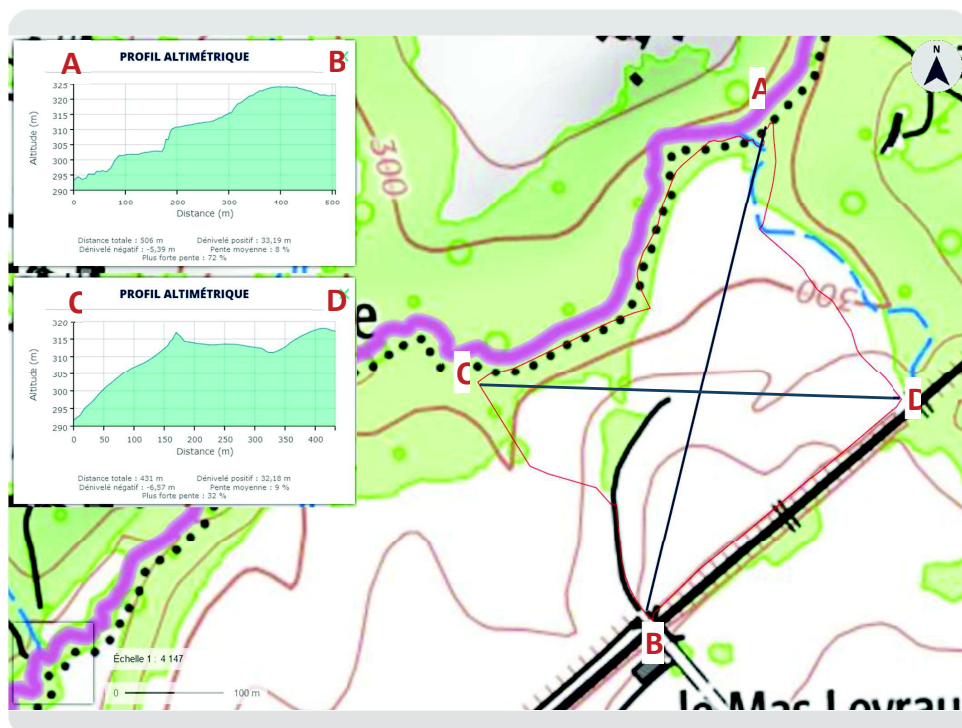 A
PROFIL ALTIMÉTRIQUE
B
Altitude (m)
325
320
315
310
305
300
295
290
0
100
200
300
400
500
600
Distance (m)
Distance totale : 506 m
Dénivelé positif : 33,19 m
Dénivelé négatif : -5,39 m
Pente moyenne : 8 %
Plus forte pente : 72 %
C
PROFIL ALTIMÉTRIQUE
D
Altitude (m)
320
315
310
305
300
295
290
0
50
100
150
200
250
300
350
400
Distance (m)
Distance totale : 431 m
Dénivelé positif : 32,18 m
Dénivelé négatif : -6,57 m
Pente moyenne : 9 %
Plus forte pente : 32 %
N
A
300
300
e
C
D
B
le Mas Levrau
Échelle 1 : 4 147
0
100 m